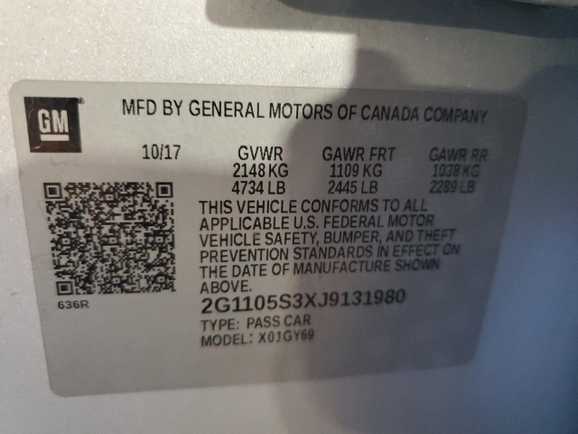 GM
MFD BY GENERAL MOTORS OF CANADA COMPANY
10/17 GVWR GAWR FRT GAWR RR
2148 KG 1109 KG 1038 KG
4734 LB 2445 LB 2289 LB
THIS VEHICLE CONFORMS TO ALL
APPLICABLE U.S. FEDERAL MOTOR
VEHICLE SAFETY, BUMPER, AND THEFT
PREVENTION STANDARDS IN EFFECT ON
THE DATE OF MANUFACTURE SHOWN
ABOVE.
636R
2G1105S3XJ9131980
TYPE: PASS CAR
MODEL: X01GY69